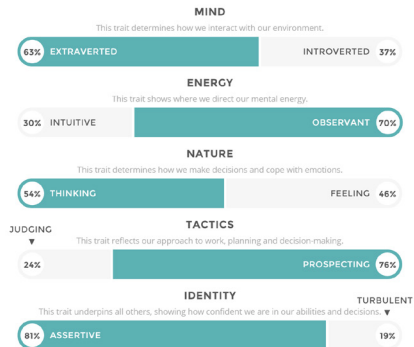 MIND
This trait determines how we interact with our environment.
63% EXTRAVERTED INTROVERTED 37%
ENERGY
This trait shows where we direct our mental energy.
30% INTUITIVE OBSERVANT 70%
NATURE
This trait determines how we make decisions and cope with emotions.
54% THINKING FEELING 46%
TACTICS
JUDGING
This trait reflects our approach to work, planning and decision-making.
24% PROSPECTING 76%
IDENTITY
TURBULENT
This trait underpins all others, showing how confident we are in our abilities and decisions.
81% ASSERTIVE 19%